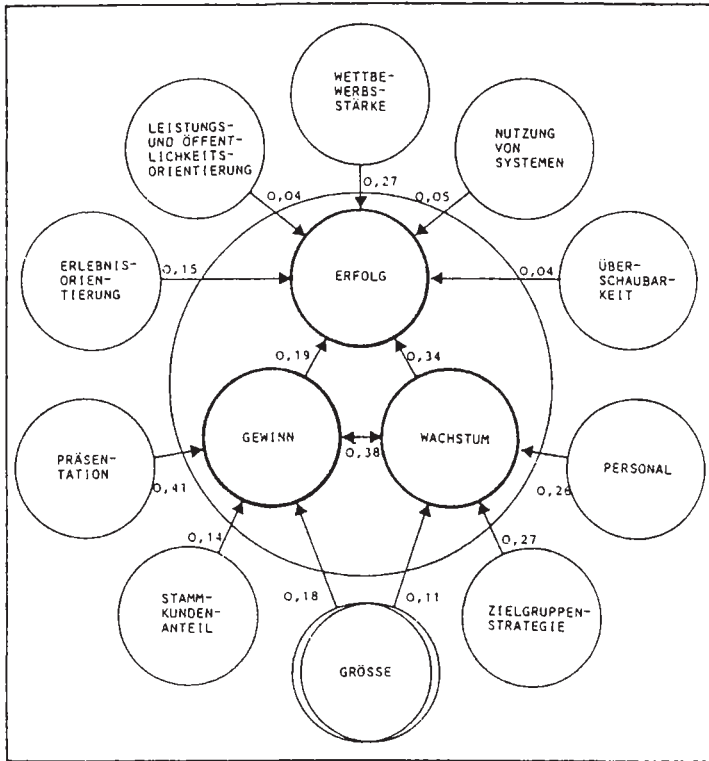 WETTBE-
WERBS-
STÄRKE
LEISTUNGS-
UND ÖFFENT-
LICHKEITS-
ORIENTIERUNG
NUTZUNG
VON
SYSTEMEN
0,27
0,04
0,05
ERLEBNIS-
ORIEN-
TIERUNG
0,15
ERFOLG
0,04
ÜBER-
SCHAUBAR-
KEIT
0,19
0,34
GEWINN
WACHSTUM
0,38
PRÄSEN-
TATION
0,41
PERSONAL
0,26
0,14
0,27
STAMM-
KUNDEN-
ANTEIL
0,18
0,11
ZIELGRUPPEN-
STRATEGIE
GRÖSSE